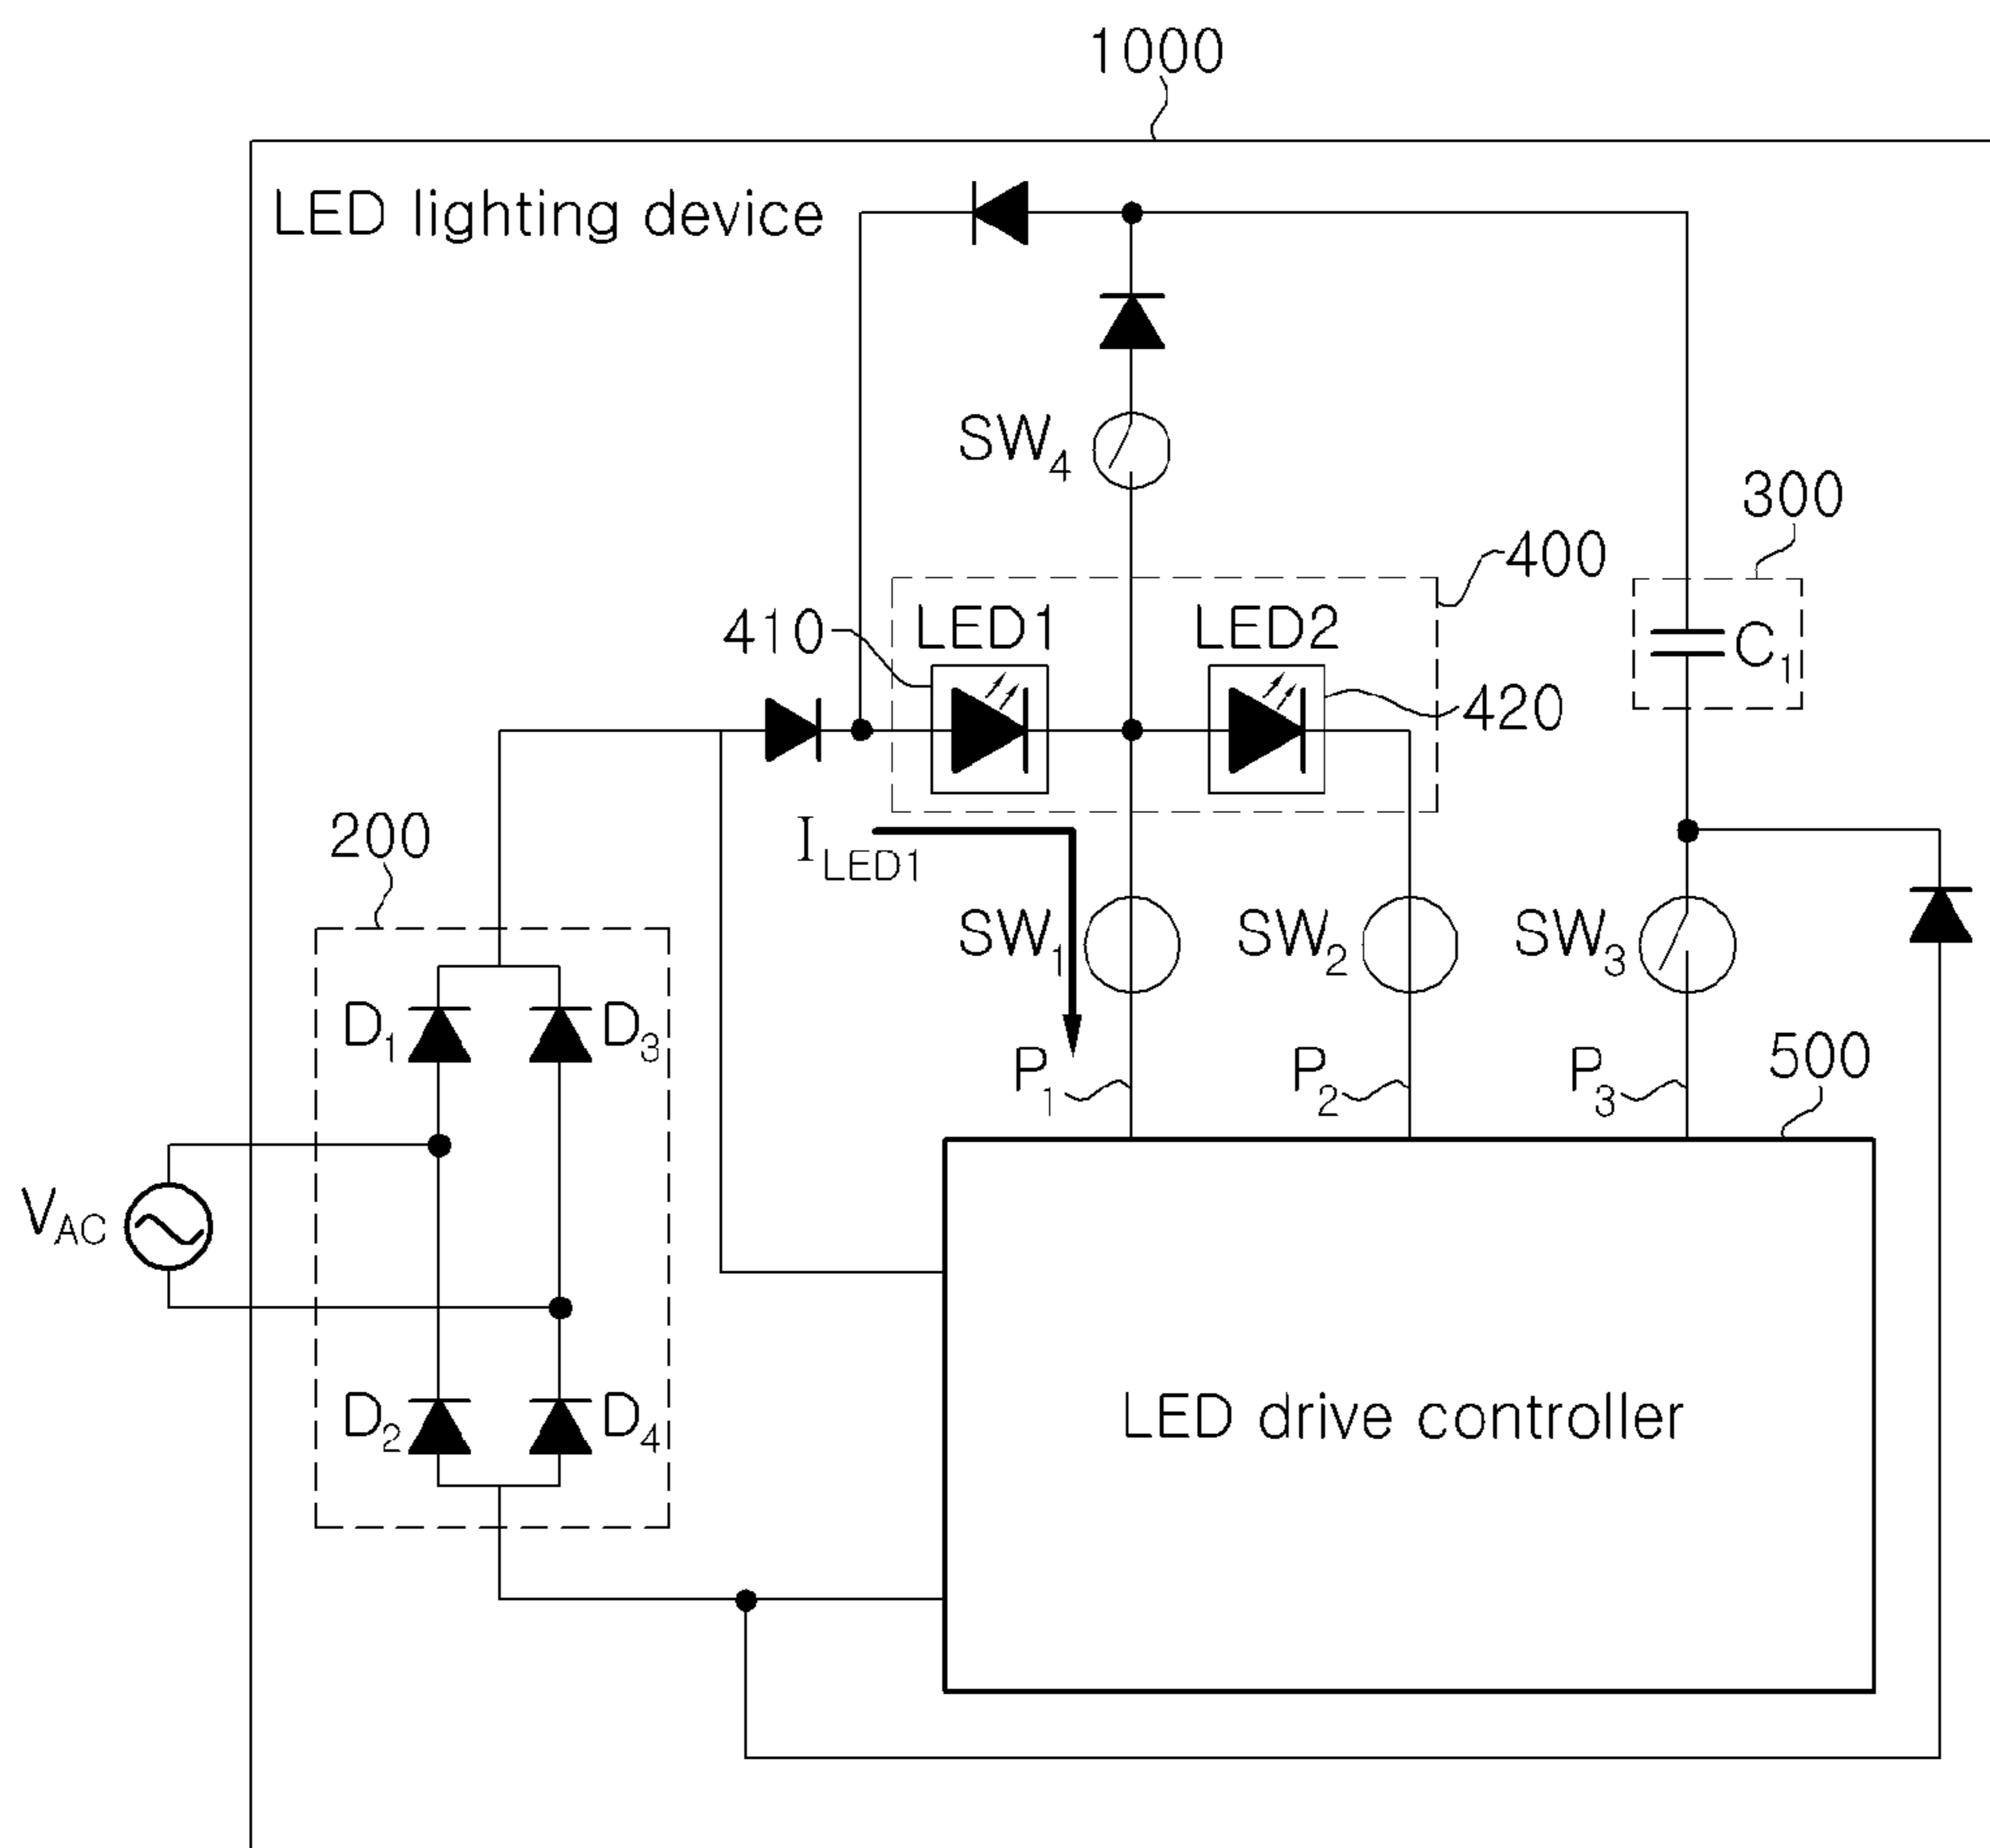 1000
LED lighting device
SW4
300
400
410
LED1
LED2
C1
420
200
ILED1
SW1
SW2
SW3
D1
D3
P1
P2
P3
500
VAC
D2
D4
LED drive controller